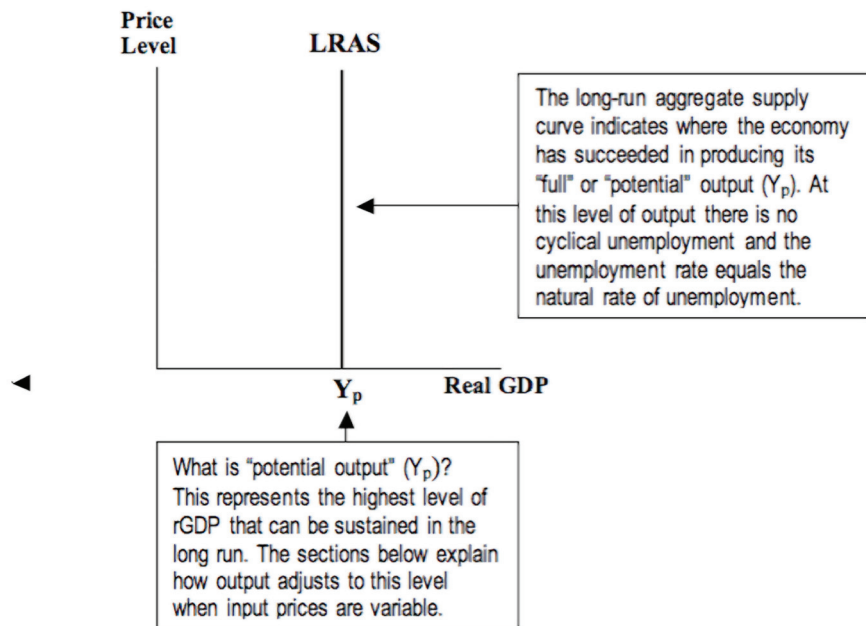 Price
Level
LRAS
The long-run aggregate supply
curve indicates where the economy
has succeeded in producing its
“full” or “potential” output (Yₚ). At
this level of output there is no
cyclical unemployment and the
unemployment rate equals the
natural rate of unemployment.
Yₚ
Real GDP
What is “potential output” (Yₚ)?
This represents the highest level of
rGDP that can be sustained in the
long run. The sections below explain
how output adjusts to this level
when input prices are variable.